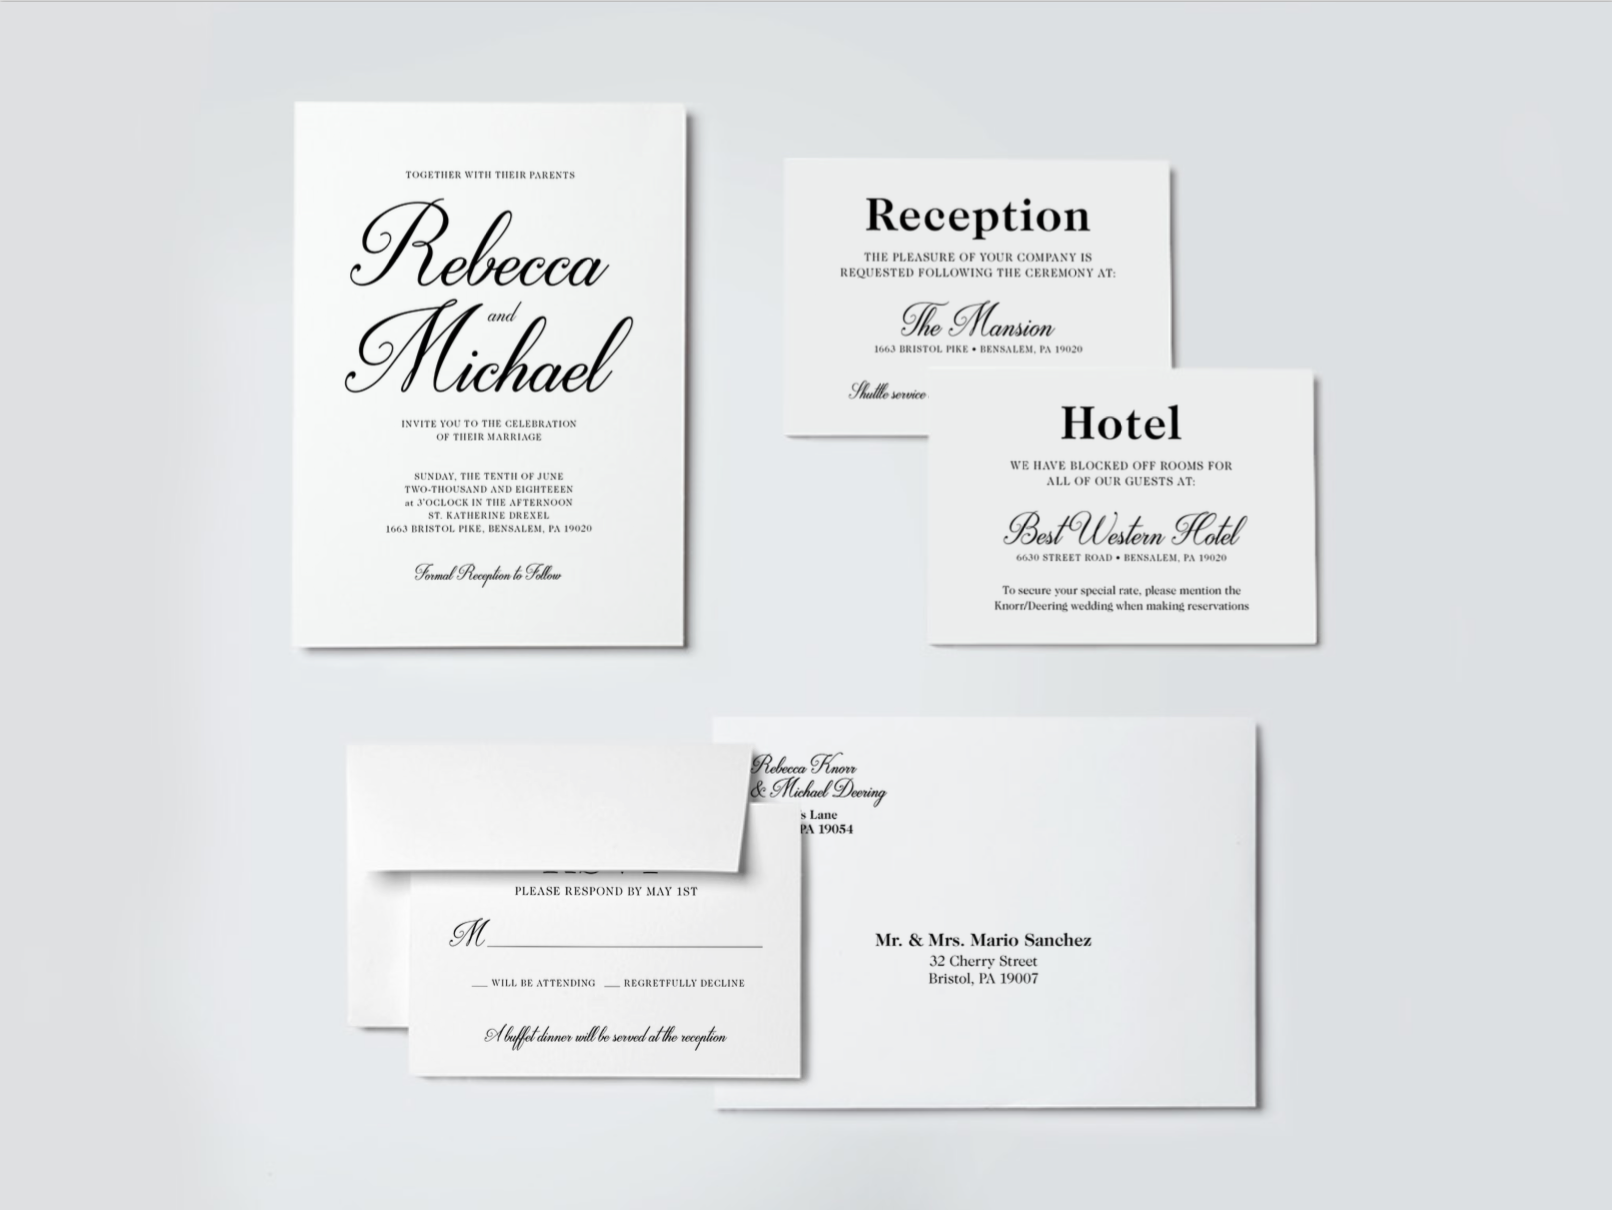 TOGETHER WITH THEIR PARENTS
Rebecca
and
Michael
INVITE YOU TO THE CELEBRATION
OF THEIR MARRIAGE
SUNDAY, THE TENTH OF JUNE
TWO-THOUSAND AND EIGHTEEEN
at 3'OCLOCK IN THE AFTERNOON
ST. KATHERINE DREXEL
1663 BRISTOL PIKE, BENSALEM, PA 19020
Formal Reception to Follow
Reception
THE PLEASURE OF YOUR COMPANY IS
REQUESTED FOLLOWING THE CEREMONY AT:
The Mansion
1663 BRISTOL PIKE • BENSALEM, PA 19020
Shuttle service
Hotel
WE HAVE BLOCKED OFF ROOMS FOR
ALL OF OUR GUESTS AT:
Best Western Hotel
6630 STREET ROAD • BENSALEM, PA 19020
To secure your special rate, please mention the
Knorr/Deering wedding when making reservations
PLEASE RESPOND BY MAY 1ST
M
WILL BE ATTENDING REGRETFULLY DECLINE
A buffet dinner will be served at the reception
Rebecca Knorr
& Michael Deering
s Lane
PA 19054
Mr. & Mrs. Mario Sanchez
32 Cherry Street
Bristol, PA 19007